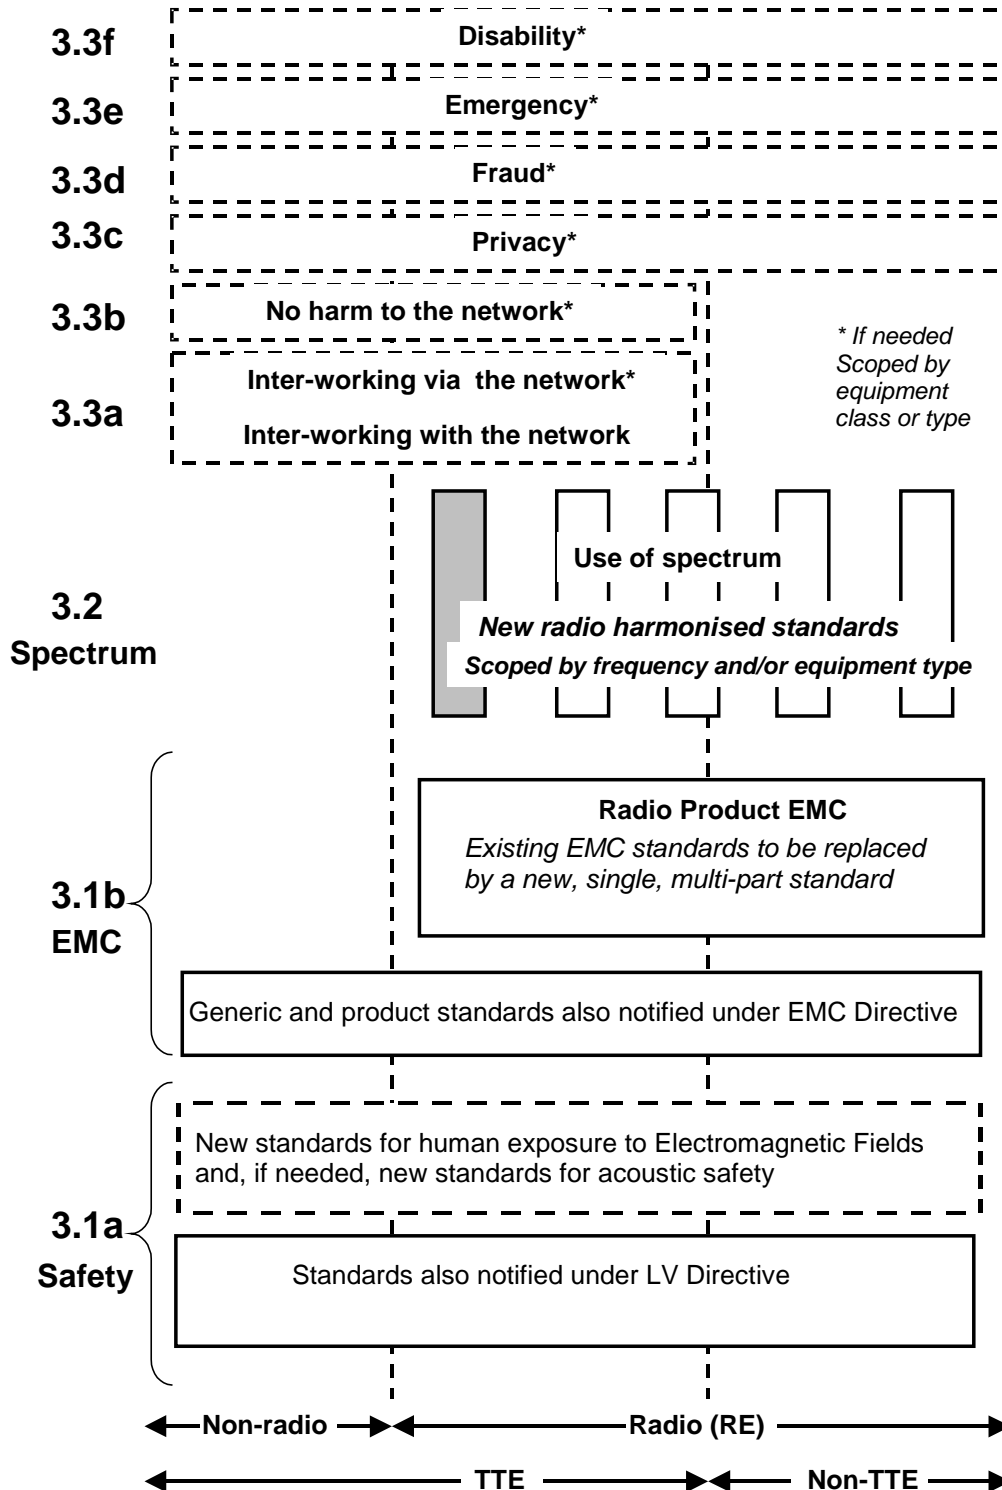 3.3f
Disability*
3.3e
Emergency*
3.3d
Fraud*
3.3c
Privacy*
3.3b
No harm to the network*
* If needed
Scoped by
equipment
class or type
3.3a
Inter-working via the network*
Inter-working with the network
3.2
Spectrum
Use of spectrum
New radio harmonised standards
Scoped by frequency and/or equipment type
3.1b
EMC
Radio Product EMC
Existing EMC standards to be replaced
by a new, single, multi-part standard
Generic and product standards also notified under EMC Directive
3.1a
Safety
New standards for human exposure to Electromagnetic Fields
and, if needed, new standards for acoustic safety
Standards also notified under LV Directive
Non-radio
Radio (RE)
TTE
Non-TTE